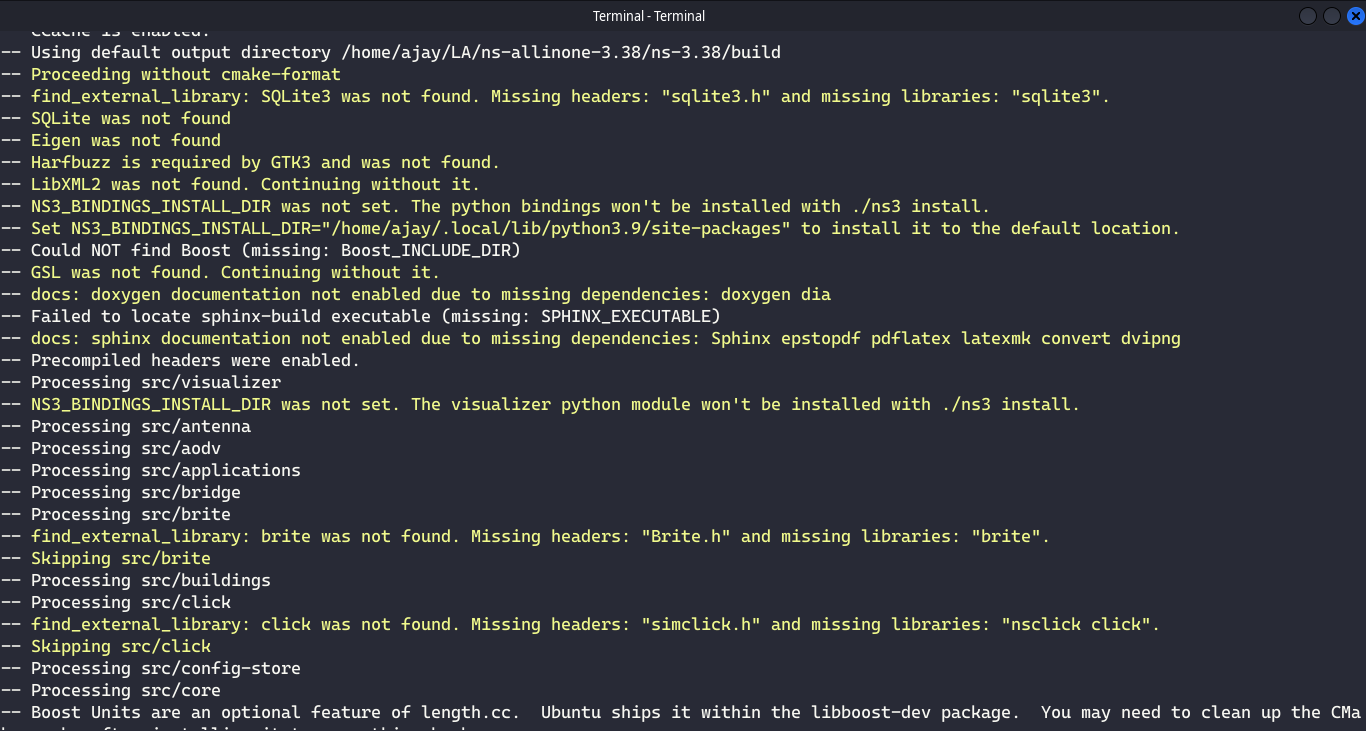 Terminal - Terminal
CCache is enabled.
-- Using default output directory /home/ajay/LA/ns-allinone-3.38/ns-3.38/build
-- Proceeding without cmake-format
-- find_external_library: SQLite3 was not found. Missing headers: "sqlite3.h" and missing libraries: "sqlite3".
-- SQLite was not found
-- Eigen was not found
-- Harfbuzz is required by GTK3 and was not found.
-- LibXML2 was not found. Continuing without it.
-- NS3_BINDINGS_INSTALL_DIR was not set. The python bindings won't be installed with ./ns3 install.
-- Set NS3_BINDINGS_INSTALL_DIR="/home/ajay/.local/lib/python3.9/site-packages" to install it to the default location.
-- Could NOT find Boost (missing: Boost_INCLUDE_DIR)
-- GSL was not found. Continuing without it.
-- docs: doxygen documentation not enabled due to missing dependencies: doxygen dia
-- Failed to locate sphinx-build executable (missing: SPHINX_EXECUTABLE)
-- docs: sphinx documentation not enabled due to missing dependencies: Sphinx epstopdf pdflatex latexmk convert dvipng
-- Precompiled headers were enabled.
-- Processing src/visualizer
-- NS3_BINDINGS_INSTALL_DIR was not set. The visualizer python module won't be installed with ./ns3 install.
-- Processing src/antenna
-- Processing src/aodv
-- Processing src/applications
-- Processing src/bridge
-- Processing src/brite
-- find_external_library: brite was not found. Missing headers: "Brite.h" and missing libraries: "brite".
-- Skipping src/brite
-- Processing src/buildings
-- Processing src/click
-- find_external_library: click was not found. Missing headers: "simclick.h" and missing libraries: "nsclick click".
-- Skipping src/click
-- Processing src/config-store
-- Processing src/core
-- Boost Units are an optional feature of length.cc.  Ubuntu ships it within the libboost-dev package.  You may need to clean up the CMa